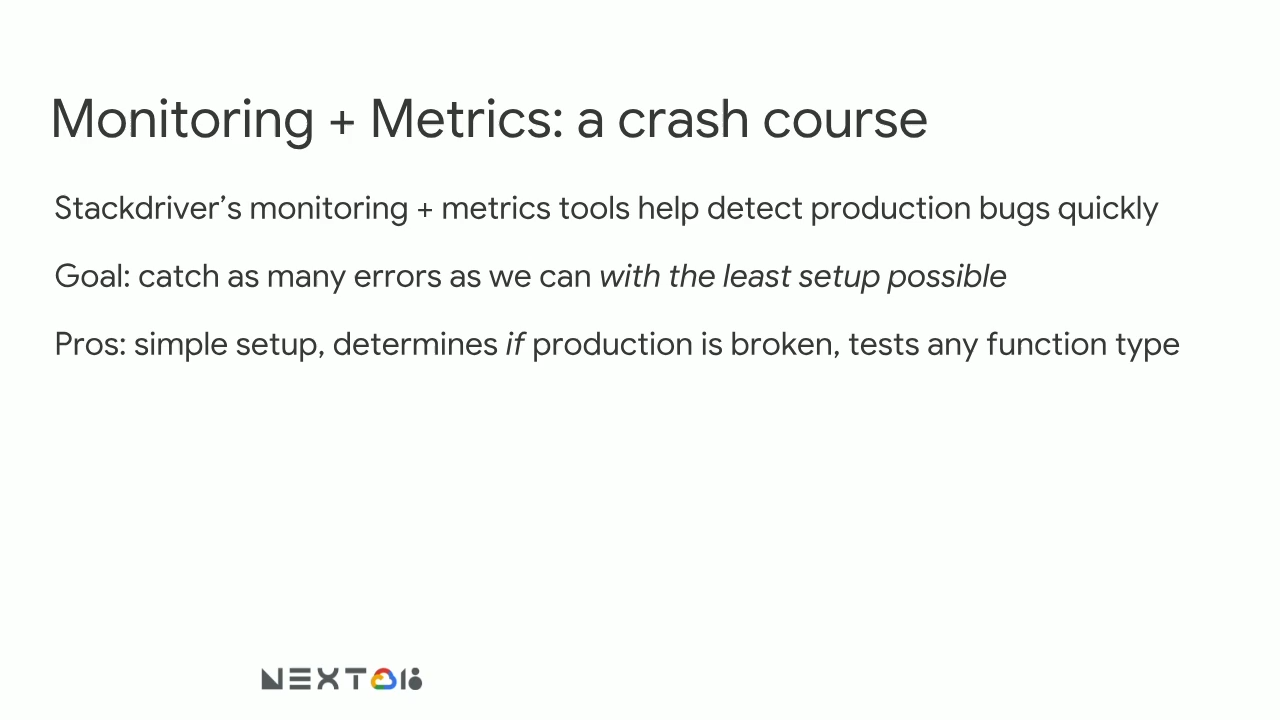 Monitoring + Metrics: a crash course
Stackdriver’s monitoring + metrics tools help detect production bugs quickly
Goal: catch as many errors as we can with the least setup possible
Pros: simple setup, determines if production is broken, tests any function type
NEXT 18